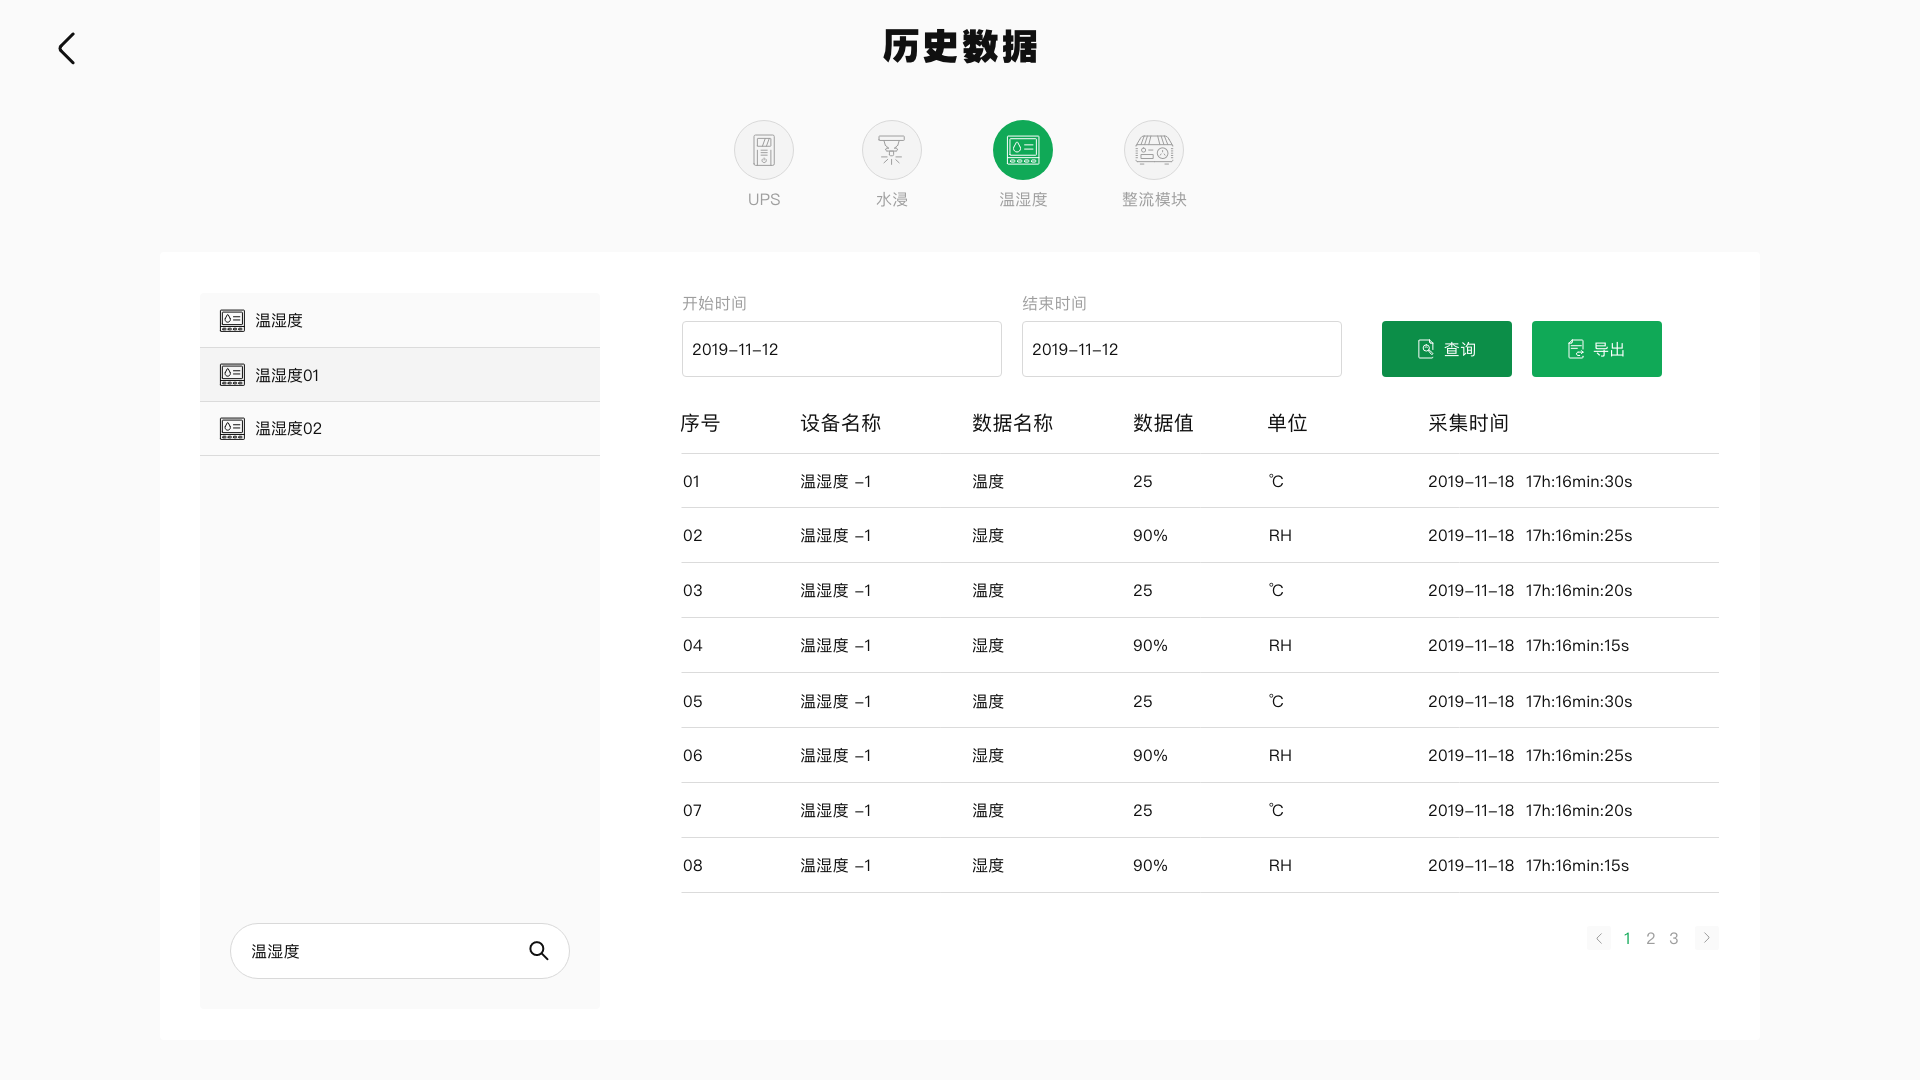 历史数据
UPS 水浸 温湿度 整流模块
温湿度
温湿度01
温湿度02
温湿度
开始时间 结束时间
2019-11-12 2019-11-12 查询 导出
序号 设备名称 数据名称 数据值 单位 采集时间
01 温湿度 -1 温度 25 ℃ 2019-11-18 17h:16min:30s
02 温湿度 -1 湿度 90% RH 2019-11-18 17h:16min:25s
03 温湿度 -1 温度 25 ℃ 2019-11-18 17h:16min:20s
04 温湿度 -1 湿度 90% RH 2019-11-18 17h:16min:15s
05 温湿度 -1 温度 25 ℃ 2019-11-18 17h:16min:30s
06 温湿度 -1 湿度 90% RH 2019-11-18 17h:16min:25s
07 温湿度 -1 温度 25 ℃ 2019-11-18 17h:16min:20s
08 温湿度 -1 湿度 90% RH 2019-11-18 17h:16min:15s
1 2 3